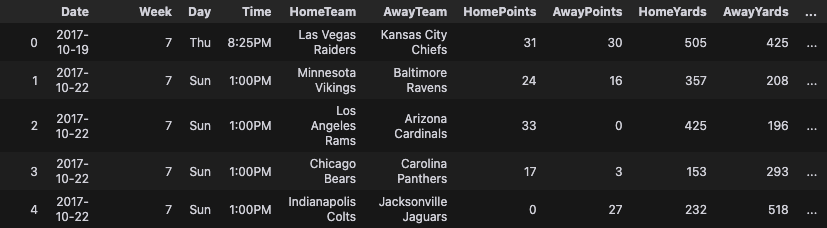 Date Week Day Time HomeTeam AwayTeam HomePoints AwayPoints HomeYards AwayYards ...
0 2017-10-19 7 Thu 8:25PM Las Vegas Raiders Kansas City Chiefs 31 30 505 425 ...
1 2017-10-22 7 Sun 1:00PM Minnesota Vikings Baltimore Ravens 24 16 357 208 ...
2 2017-10-22 7 Sun 1:00PM Los Angeles Rams Arizona Cardinals 33 0 425 196 ...
3 2017-10-22 7 Sun 1:00PM Chicago Bears Carolina Panthers 17 3 153 293 ...
4 2017-10-22 7 Sun 1:00PM Indianapolis Colts Jacksonville Jaguars 0 27 232 518 ...